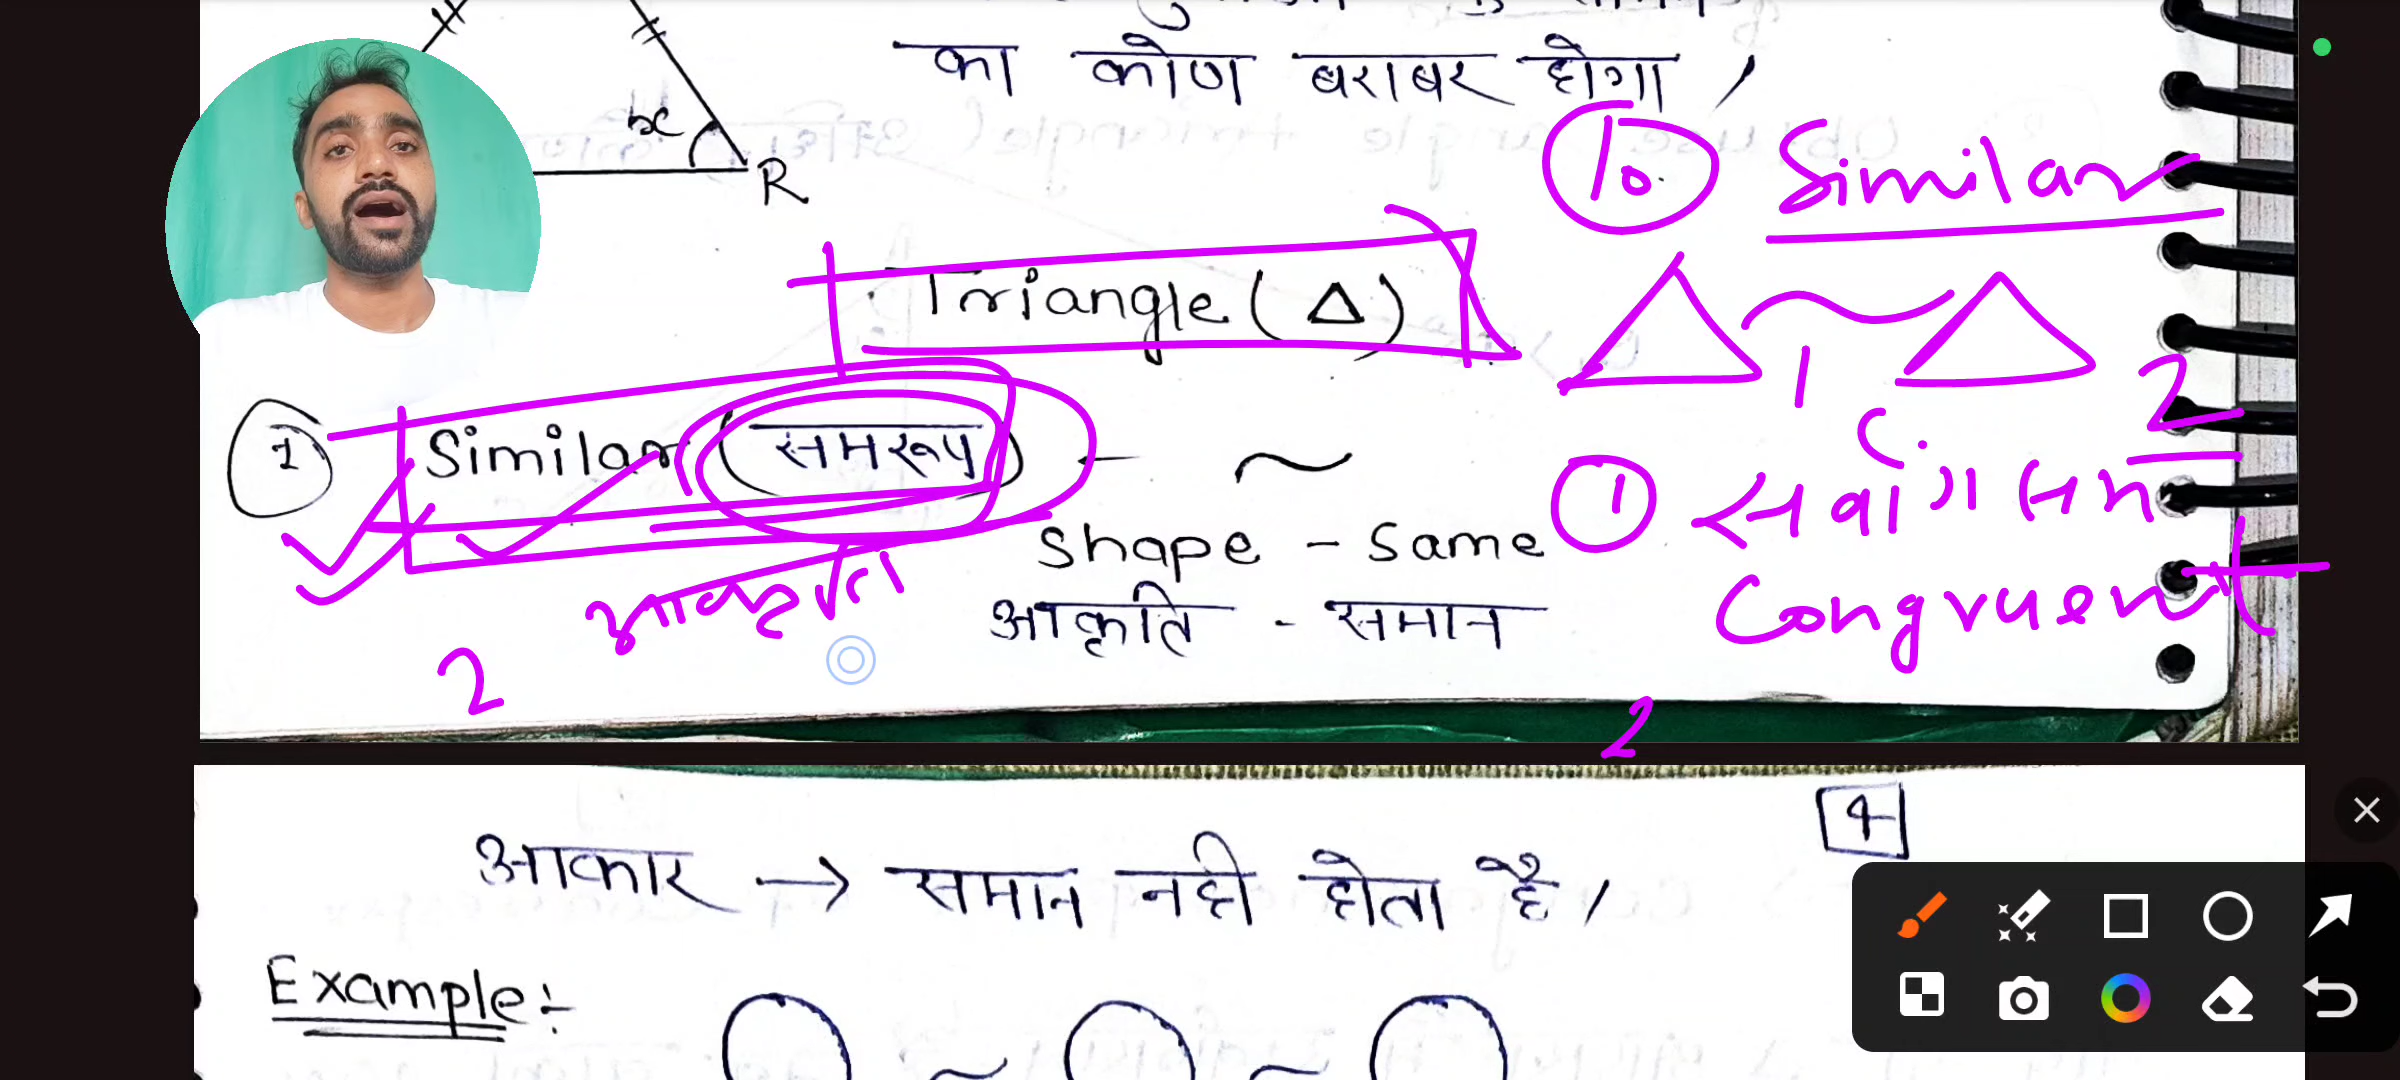 का कोण बराबर होगा /
x
R
10. Similar
Triangle (Δ)
1 2
1 Similar (समरूप) - ~
1 सर्वांगसम
Shape - Same
Congruent
आकृति
आकृति - समान
2
2
4
आकार → समान नही होता है /
Example :-
~ ~